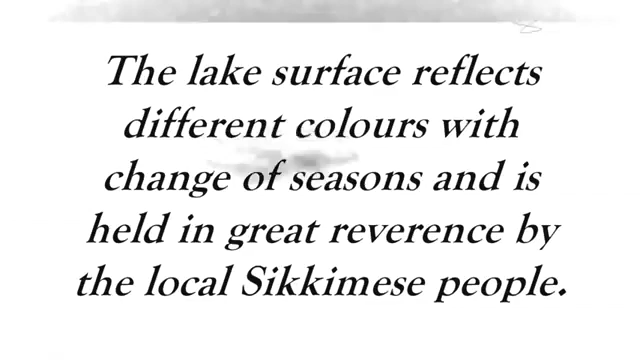 The lake surface reflects
different colours with
change of seasons and is
held in great reverence by
the local Sikkimese people.